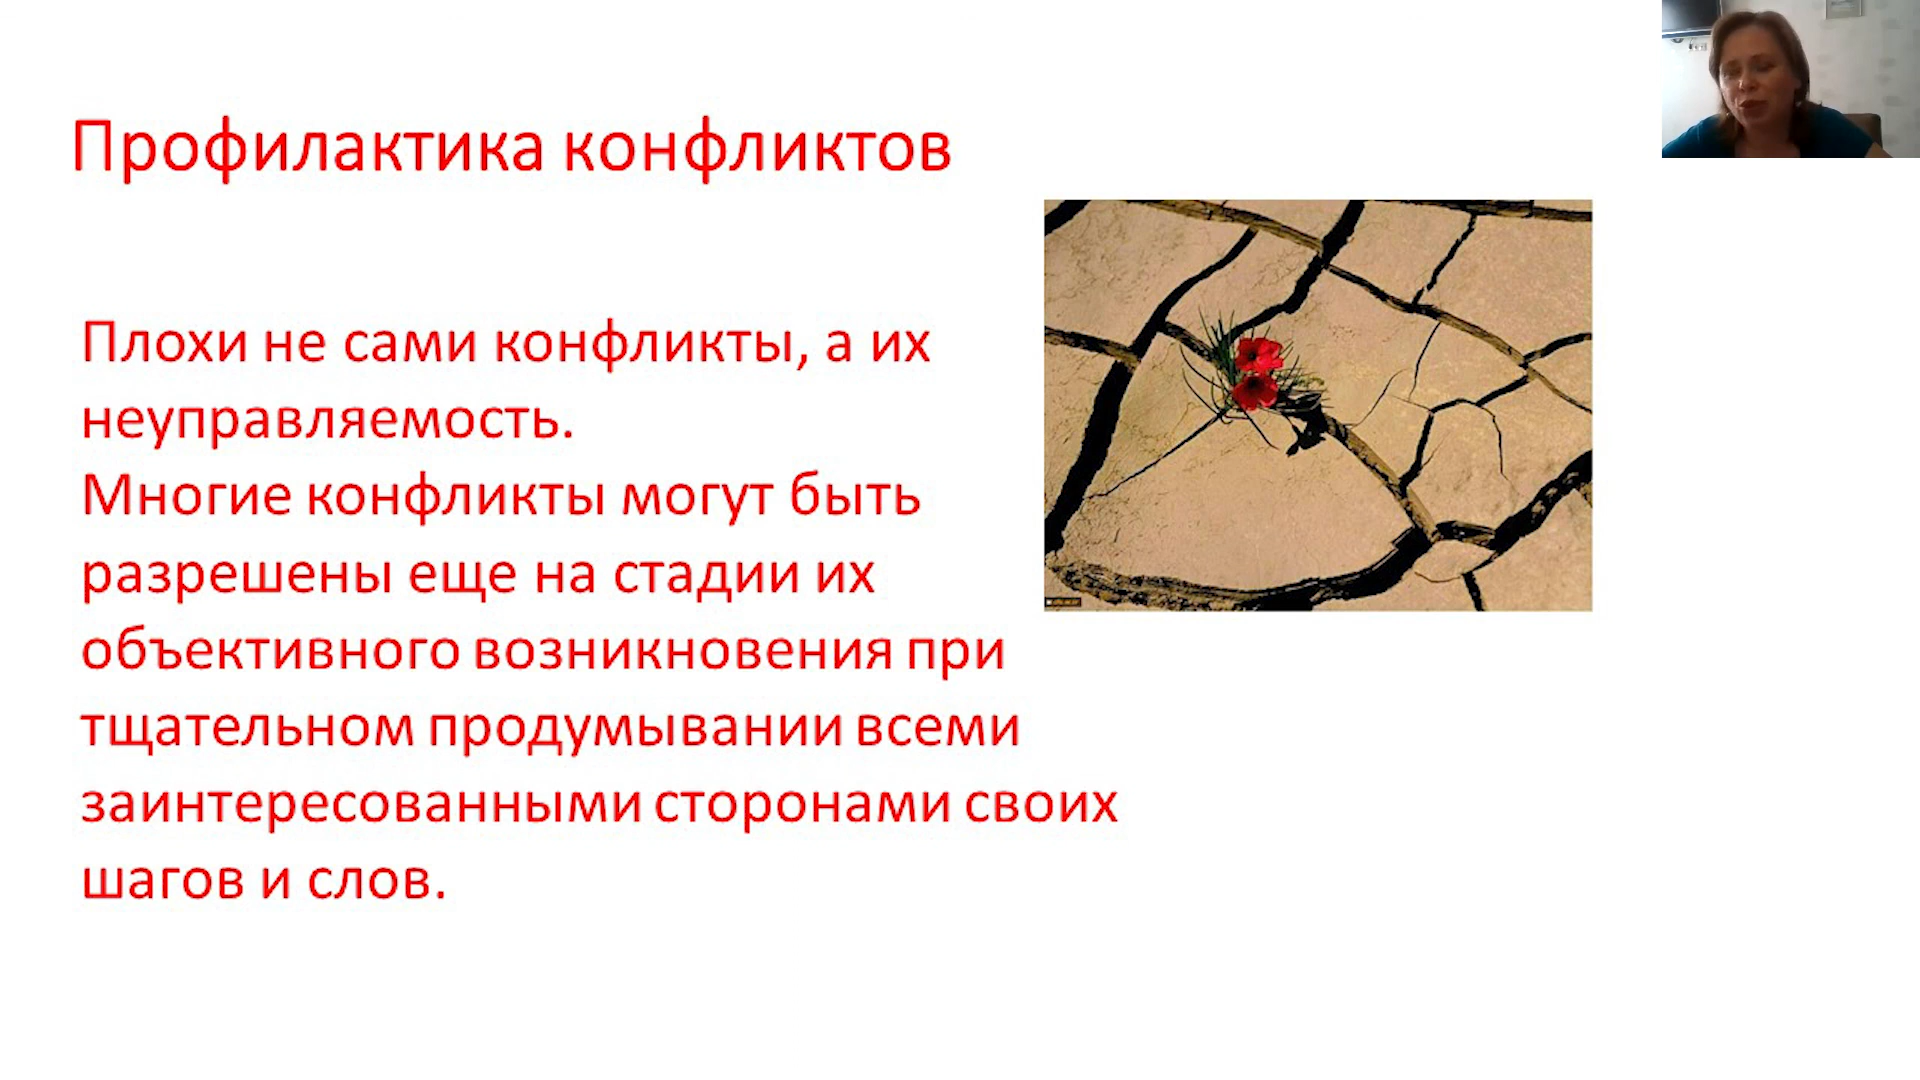 Профилактика конфликтов
Плохи не сами конфликты, а их
неуправляемость.
Многие конфликты могут быть
разрешены еще на стадии их
объективного возникновения при
тщательном продумывании всеми
заинтересованными сторонами своих
шагов и слов.